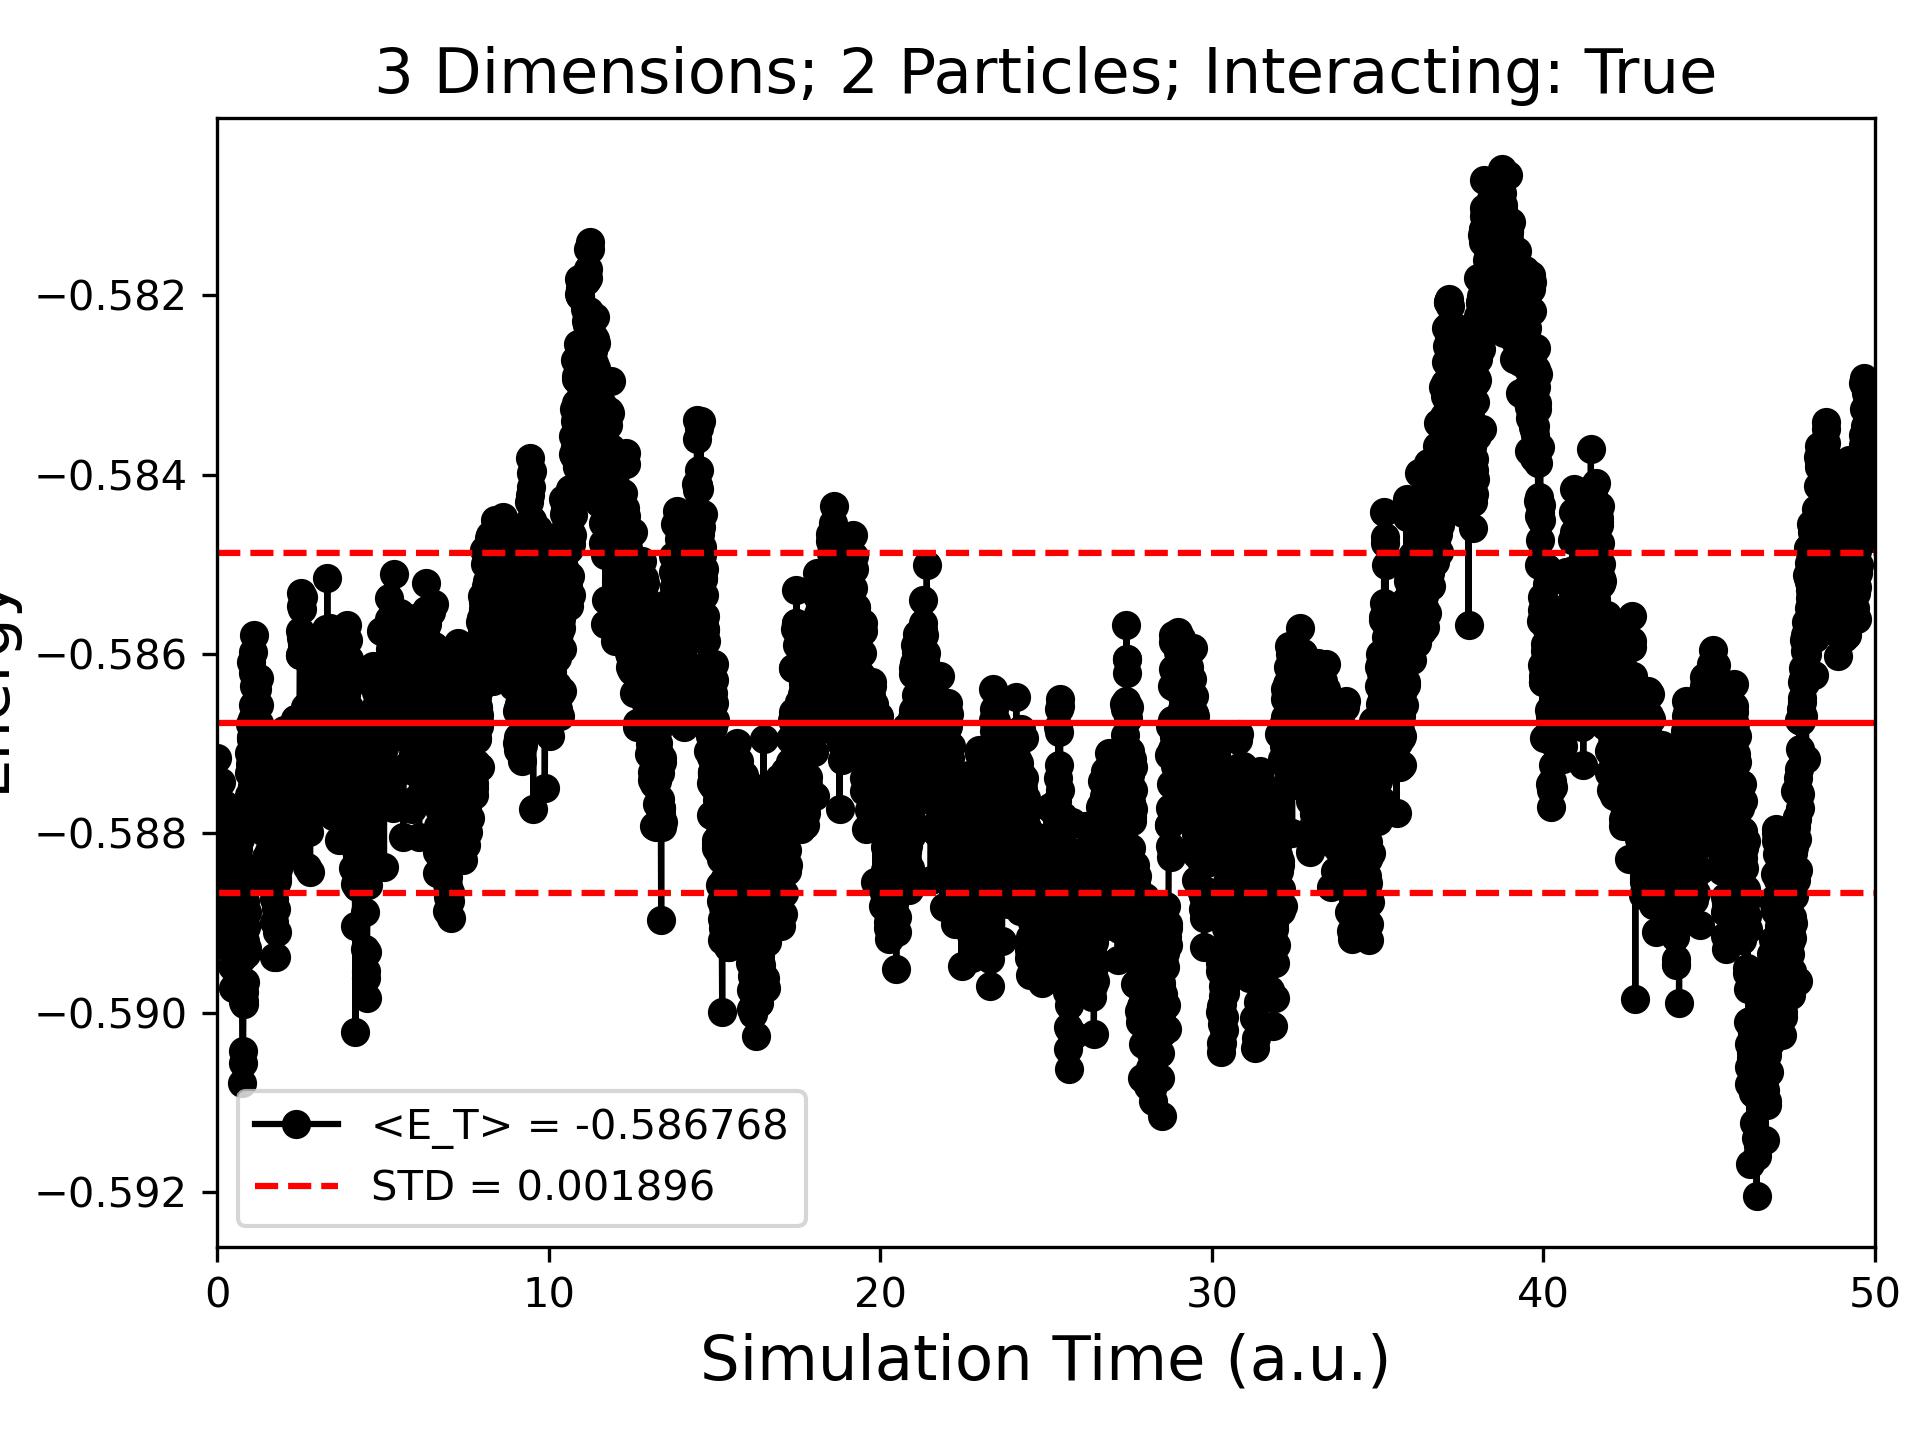 3 Dimensions; 2 Particles; Interacting: True
Energy
−0.582
−0.584
−0.586
−0.588
−0.590
−0.592
<E_T> = -0.586768
STD = 0.001896
0 10 20 30 40 50
Simulation Time (a.u.)